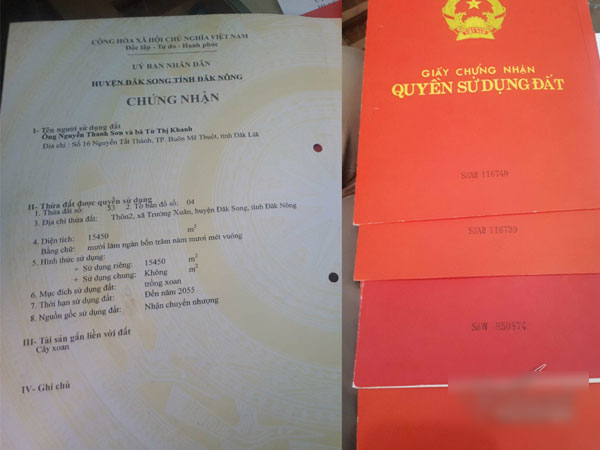 CỘNG HÒA XÃ HỘI CHỦ NGHĨA VIỆT NAM
Độc lập - Tự do - Hạnh phúc
UỶ BAN NHÂN DÂN
HUYỆN ĐĂK SONG, TỈNH ĐĂK NÔNG
CHỨNG NHẬN
I- Tên người sử dụng đất
Ông Nguyễn Thanh Sơn và bà Từ Thị Khanh
Địa chỉ : Số 16 Nguyễn Tất Thành, TP. Buôn Mê Thuột, tỉnh Đăk Lăk
II- Thửa đất được quyền sử dụng
1. Thửa đất số: 53 2. Tờ bản đồ số: 04
3. Địa chỉ thửa đất: Thôn2, xã Trường Xuân, huyện Đăk Song, tỉnh Đăk Nông
4. Diện tích: 15450 m2
Bằng chữ: mười lăm ngàn bốn trăm năm mươi mét vuông
5. Hình thức sử dụng:
+ Sử dụng riêng: 15450 m2
+ Sử dụng chung: Không m2
6. Mục đích sử dụng đất: trồng xoan
7. Thời hạn sử dụng đất: Đến năm 2055
8. Nguồn gốc sử dụng đất: Nhận chuyển nhượng
III- Tài sản gắn liền với đất
Cây xoan
IV- Ghi chú
GIẤY CHỨNG NHẬN
QUYỀN SỬ DỤNG ĐẤT
116740
116739